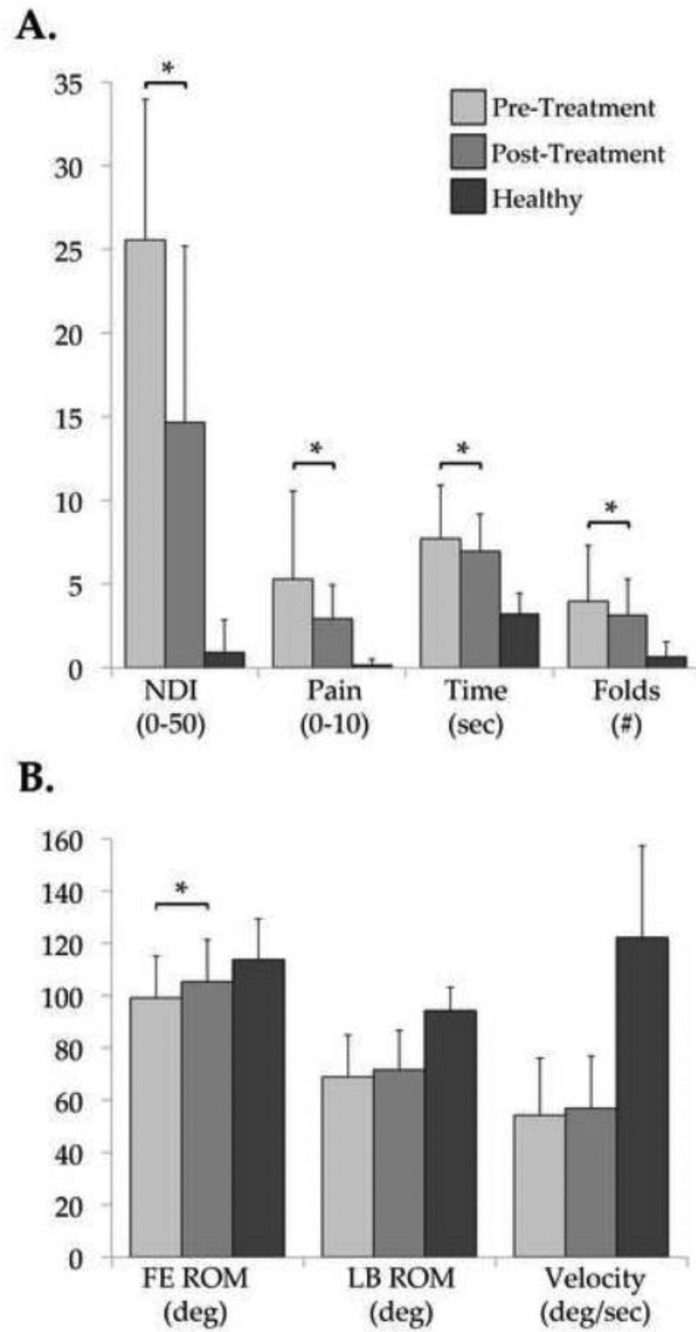 A.
*
35
Pre-Treatment
30
Post-Treatment
Healthy
25
20
15
*
*
10
*
5
0
NDI Pain Time Folds
(0-50) (0-10) (sec) (#)
B.
160
140
*
120
100
80
60
40
20
0
FE ROM LB ROM Velocity
(deg) (deg) (deg/sec)